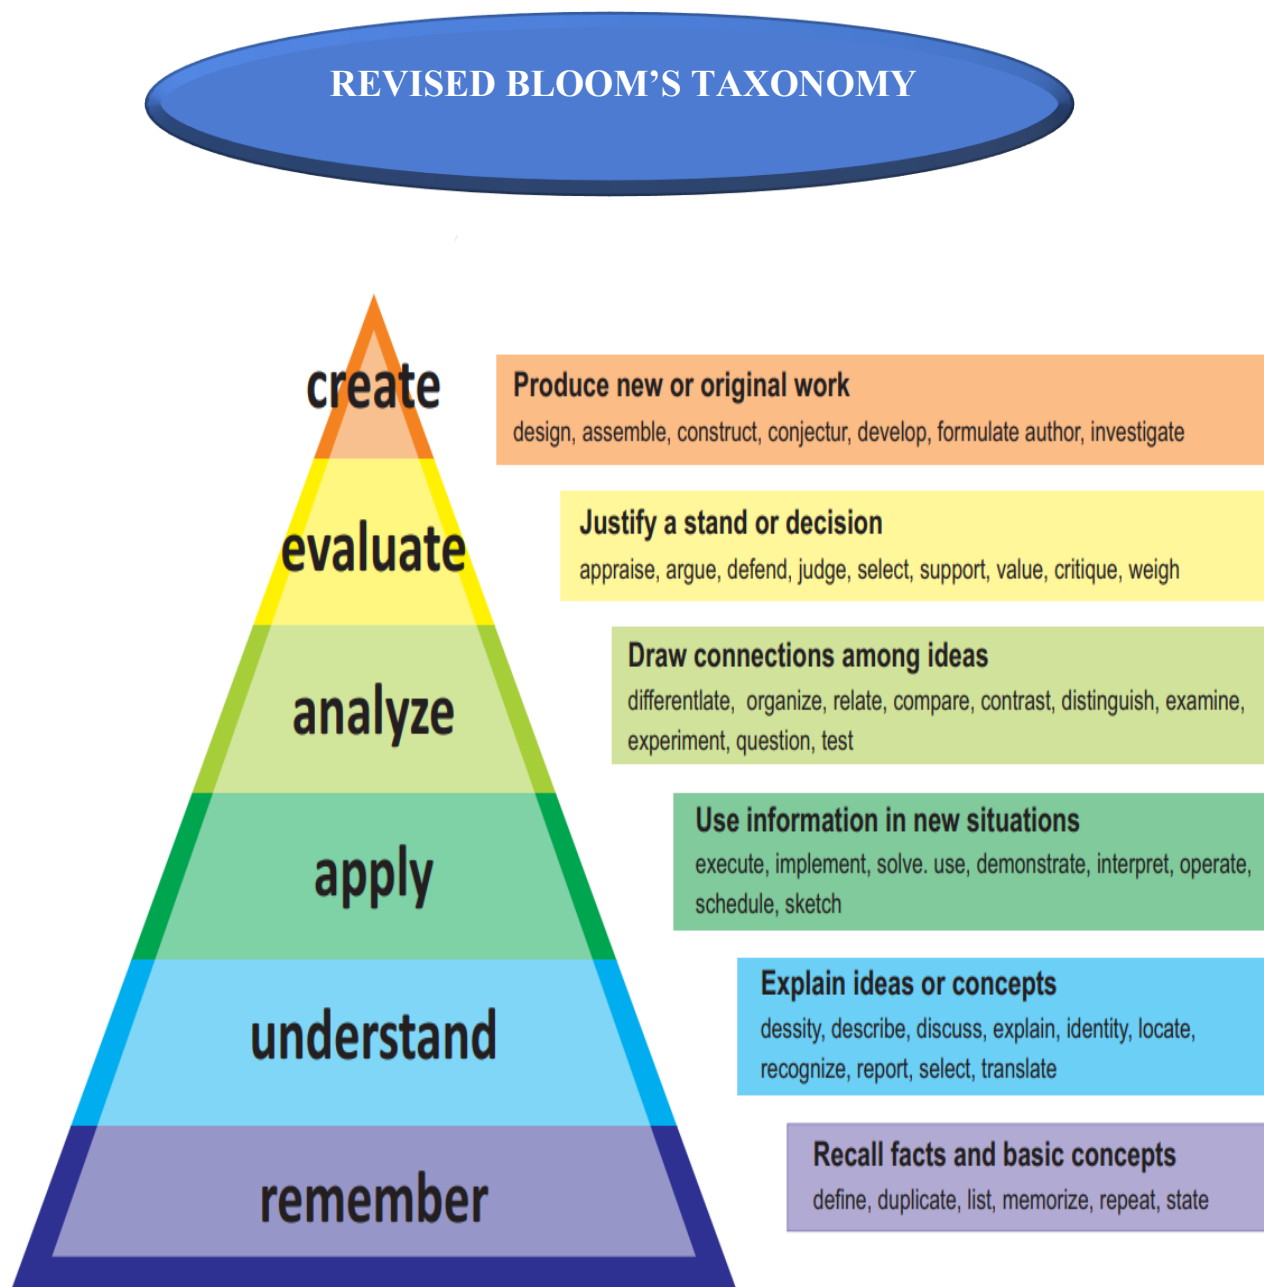 REVISED BLOOM’S TAXONOMY
create
Produce new or original work
design, assemble, construct, conjectur, develop, formulate author, investigate
evaluate
Justify a stand or decision
appraise, argue, defend, judge, select, support, value, critique, weigh
analyze
Draw connections among ideas
differentlate, organize, relate, compare, contrast, distinguish, examine,
experiment, question, test
apply
Use information in new situations
execute, implement, solve. use, demonstrate, interpret, operate,
schedule, sketch
understand
Explain ideas or concepts
dessity, describe, discuss, explain, identity, locate,
recognize, report, select, translate
remember
Recall facts and basic concepts
define, duplicate, list, memorize, repeat, state